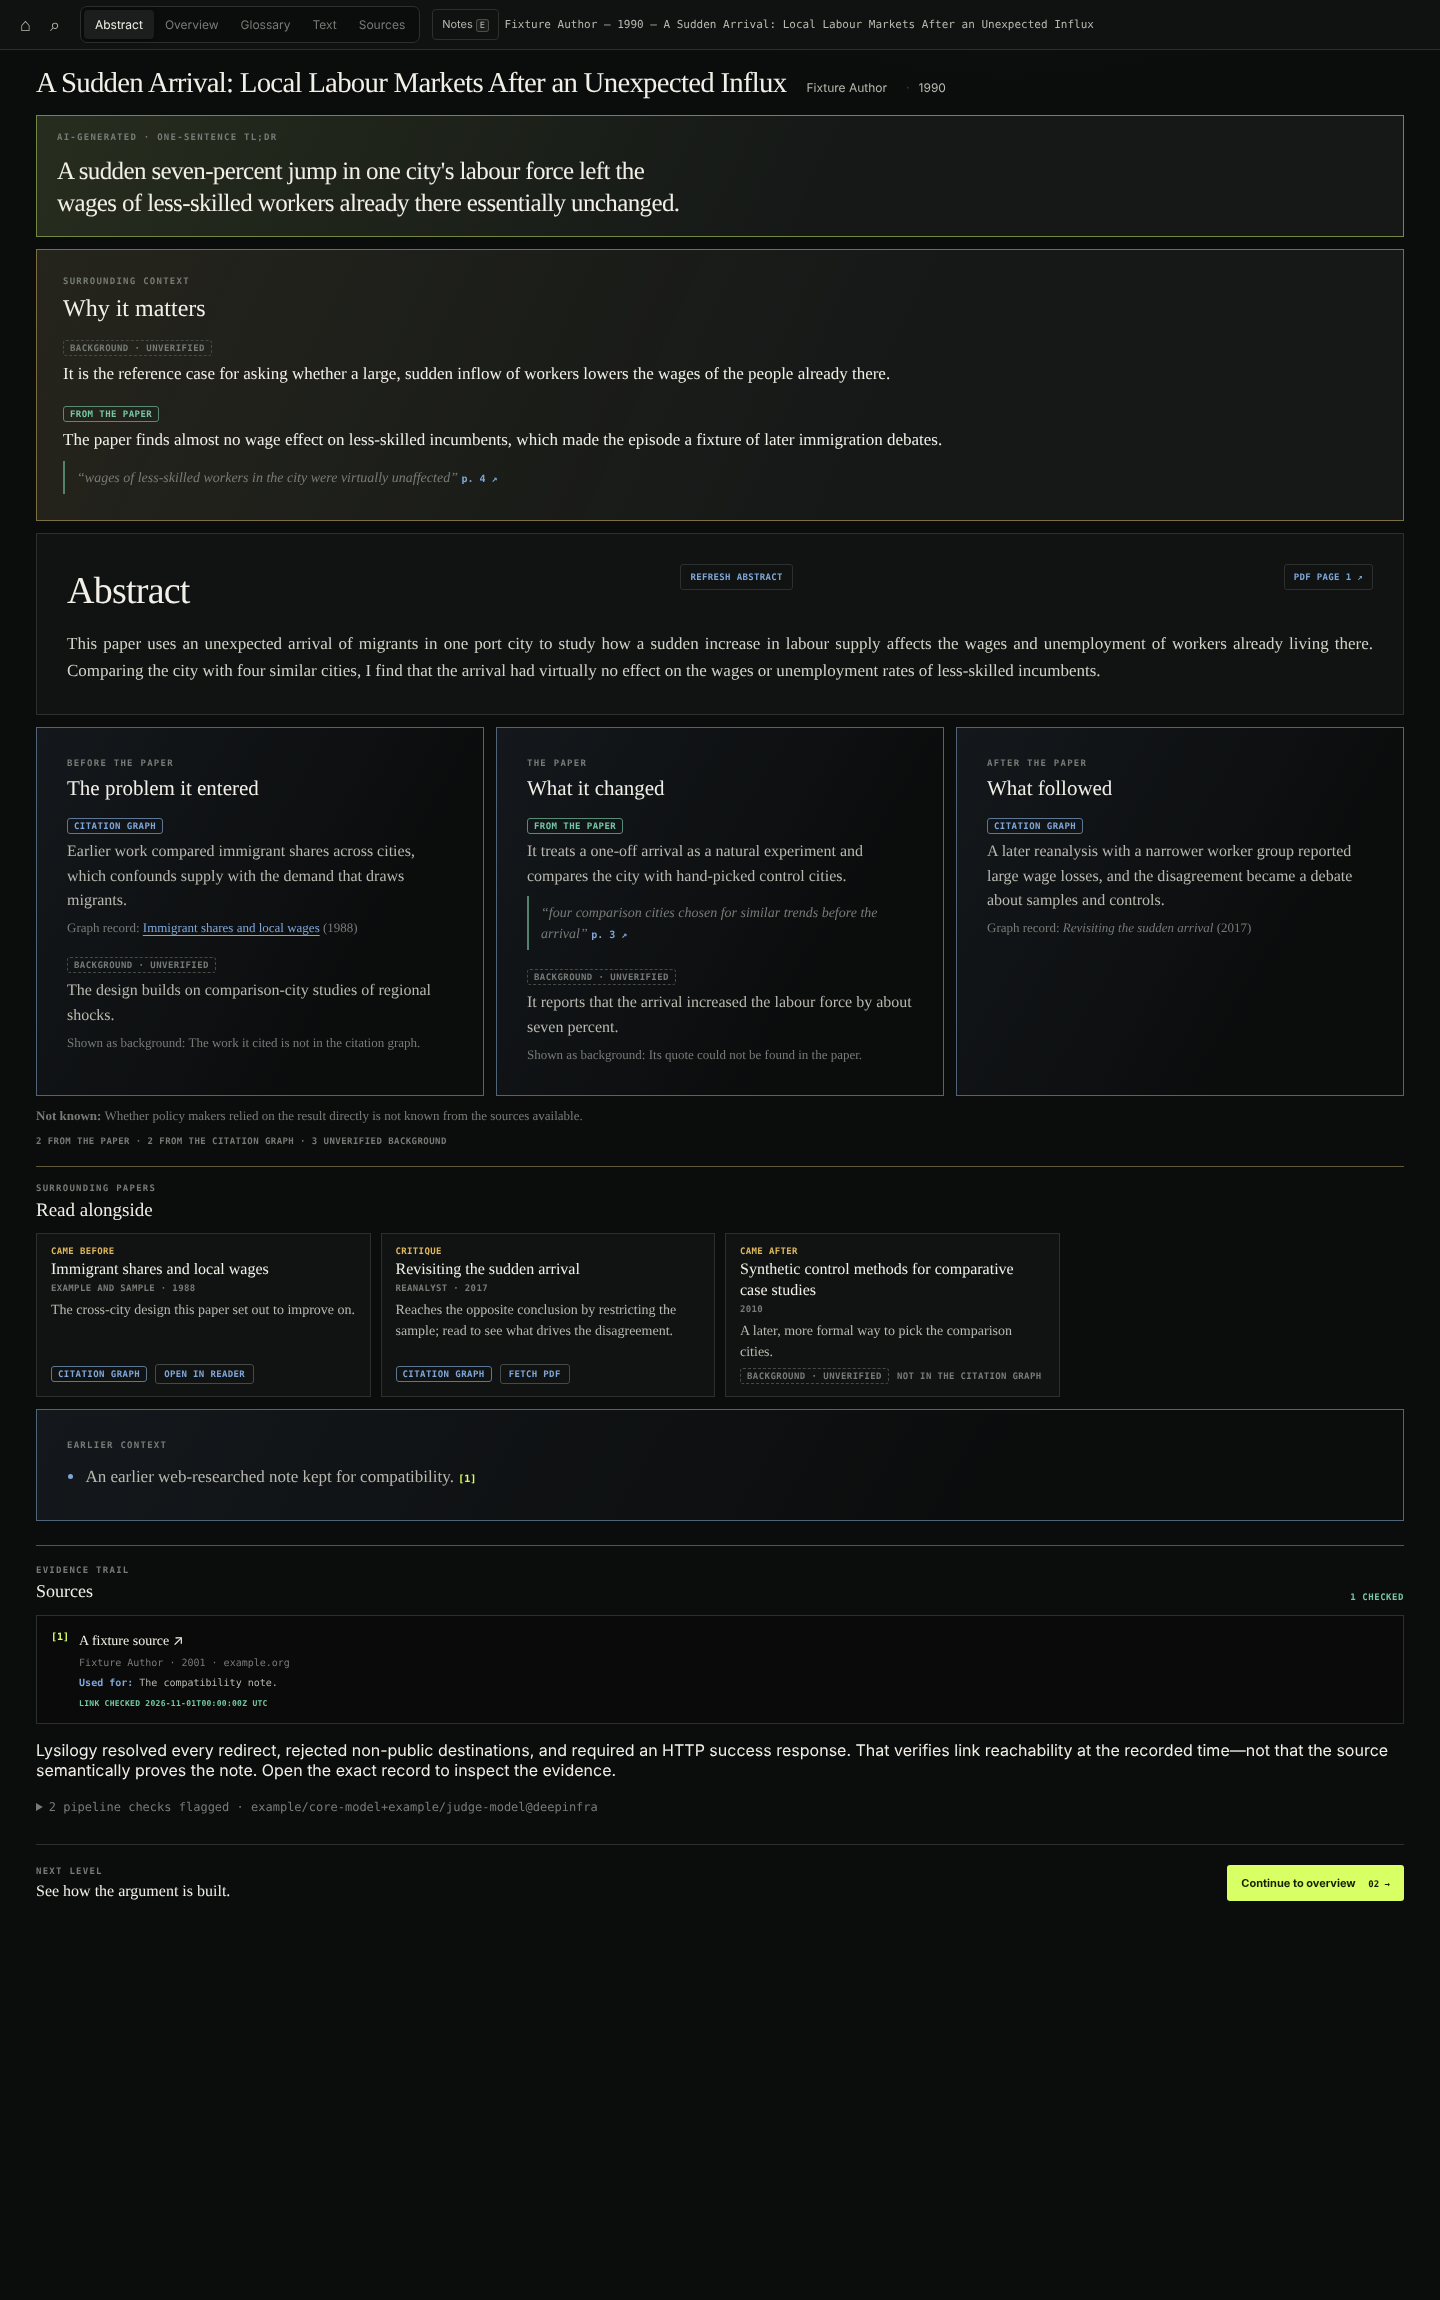 Abstract Overview Glossary Text Sources Notes E Fixture Author — 1990 — A Sudden Arrival: Local Labour Markets After an Unexpected Influx
A Sudden Arrival: Local Labour Markets After an Unexpected Influx Fixture Author · 1990
AI-GENERATED · ONE-SENTENCE TL;DR
A sudden seven-percent jump in one city's labour force left the
wages of less-skilled workers already there essentially unchanged.
SURROUNDING CONTEXT
Why it matters
BACKGROUND · UNVERIFIED
It is the reference case for asking whether a large, sudden inflow of workers lowers the wages of the people already there.
FROM THE PAPER
The paper finds almost no wage effect on less-skilled incumbents, which made the episode a fixture of later immigration debates.
“wages of less-skilled workers in the city were virtually unaffected” p. 4 ↗
Abstract
REFRESH ABSTRACT
PDF PAGE 1 ↗
This paper uses an unexpected arrival of migrants in one port city to study how a sudden increase in labour supply affects the wages and unemployment of workers already living there.
Comparing the city with four similar cities, I find that the arrival had virtually no effect on the wages or unemployment rates of less-skilled incumbents.
BEFORE THE PAPER
The problem it entered
CITATION GRAPH
Earlier work compared immigrant shares across cities,
which confounds supply with the demand that draws
migrants.
Graph record: Immigrant shares and local wages (1988)
BACKGROUND · UNVERIFIED
The design builds on comparison-city studies of regional
shocks.
Shown as background: The work it cited is not in the citation graph.
THE PAPER
What it changed
FROM THE PAPER
It treats a one-off arrival as a natural experiment and
compares the city with hand-picked control cities.
“four comparison cities chosen for similar trends before the
arrival” p. 3 ↗
BACKGROUND · UNVERIFIED
It reports that the arrival increased the labour force by about
seven percent.
Shown as background: Its quote could not be found in the paper.
AFTER THE PAPER
What followed
CITATION GRAPH
A later reanalysis with a narrower worker group reported
large wage losses, and the disagreement became a debate
about samples and controls.
Graph record: Revisiting the sudden arrival (2017)
Not known: Whether policy makers relied on the result directly is not known from the sources available.
2 FROM THE PAPER · 2 FROM THE CITATION GRAPH · 3 UNVERIFIED BACKGROUND
SURROUNDING PAPERS
Read alongside
CAME BEFORE
Immigrant shares and local wages
EXAMPLE AND SAMPLE · 1988
The cross-city design this paper set out to improve on.
CITATION GRAPH OPEN IN READER
CRITIQUE
Revisiting the sudden arrival
REANALYST · 2017
Reaches the opposite conclusion by restricting the
sample; read to see what drives the disagreement.
CITATION GRAPH FETCH PDF
CAME AFTER
Synthetic control methods for comparative
case studies
2010
A later, more formal way to pick the comparison
cities.
BACKGROUND · UNVERIFIED NOT IN THE CITATION GRAPH
EARLIER CONTEXT
• An earlier web-researched note kept for compatibility. [1]
EVIDENCE TRAIL
Sources
1 CHECKED
[1] A fixture source ↗
Fixture Author · 2001 · example.org
Used for: The compatibility note.
LINK CHECKED 2026-11-01T00:00:00Z UTC
Lysilogy resolved every redirect, rejected non-public destinations, and required an HTTP success response. That verifies link reachability at the recorded time—not that the source
semantically proves the note. Open the exact record to inspect the evidence.
▶ 2 pipeline checks flagged · example/core-model+example/judge-model@deepinfra
NEXT LEVEL
See how the argument is built.
Continue to overview 02 →